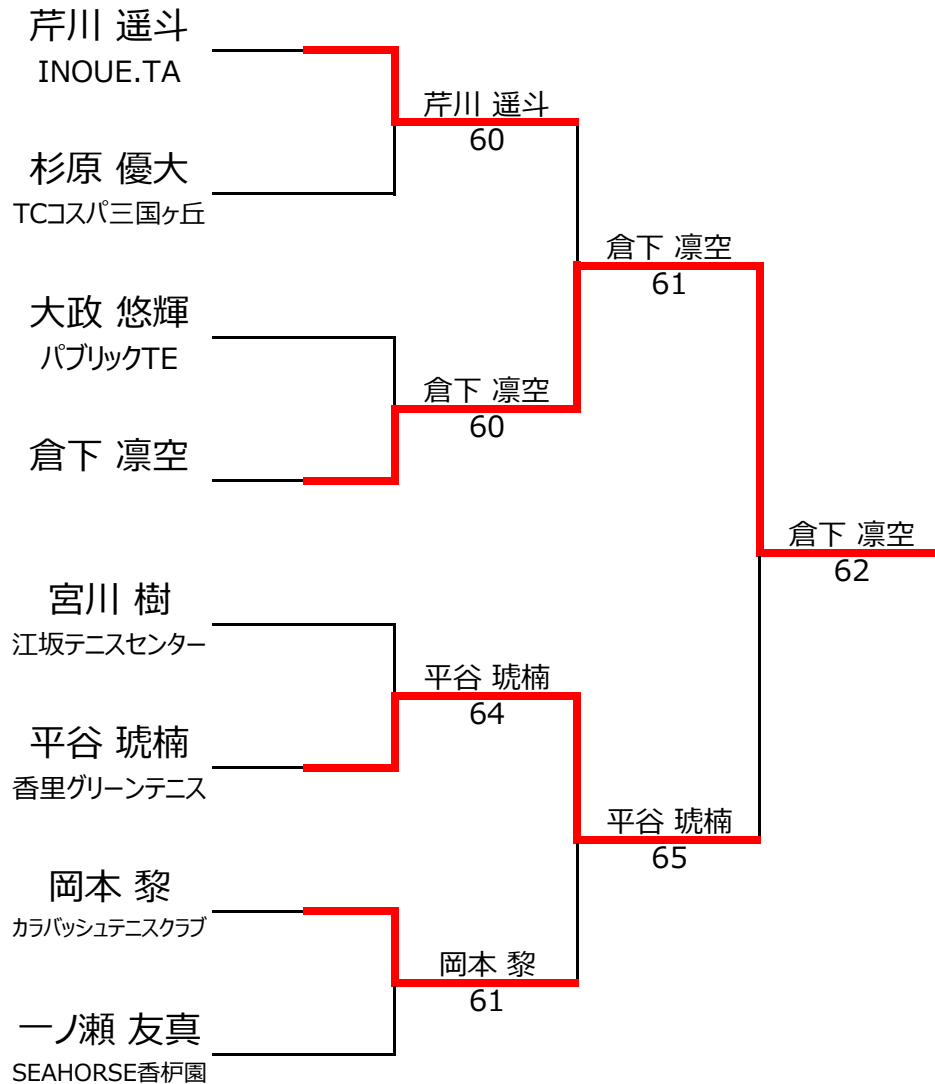 芹川 遥斗
INOUE.TA
杉原 優大
TCコスパ三国ヶ丘
大政 悠輝
パブリックTE
倉下 凛空
宮川 樹
江坂テニスセンター
平谷 琥楠
香里グリーンテニス
岡本 黎
カラバッシュテニスクラブ
一ノ瀬 友真
SEAHORSE香枦園
芹川 遥斗
60
倉下 凛空
60
平谷 琥楠
64
岡本 黎
61
倉下 凛空
61
平谷 琥楠
65
倉下 凛空
62